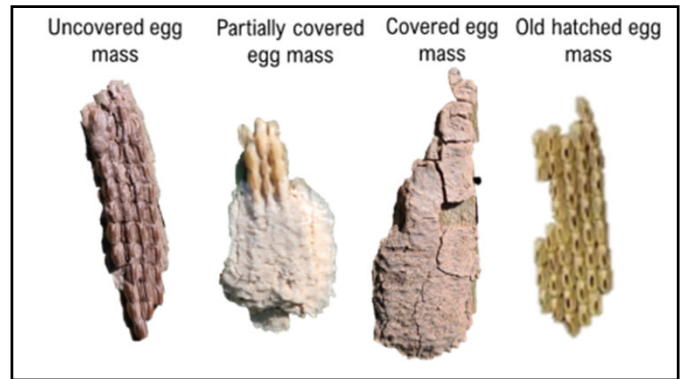 Uncovered egg mass
Partially covered egg mass
Covered egg mass
Old hatched egg mass